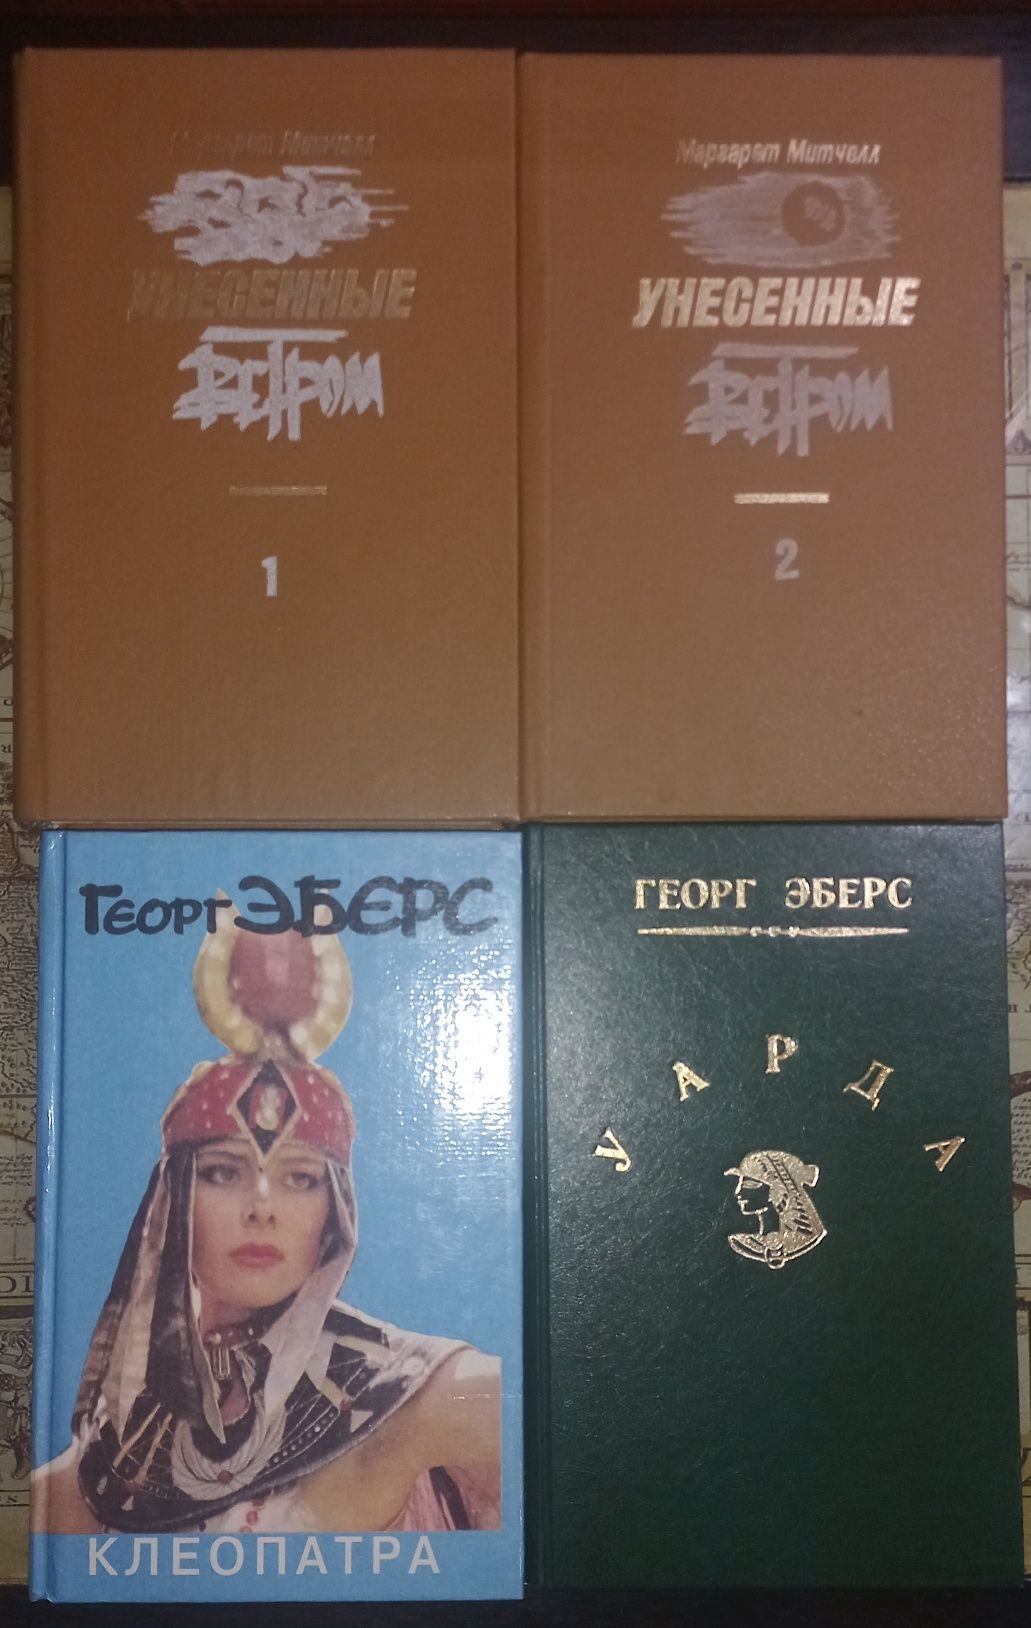 Маргарет Митчелл
УНЕСЕННЫЕ
ВЕТРОМ
1
Маргарет Митчелл
УНЕСЕННЫЕ
ВЕТРОМ
2
ГЕОРГ ЭБЕРС
КЛЕОПАТРА
ГЕОРГ ЭБЕРС
УАРДА